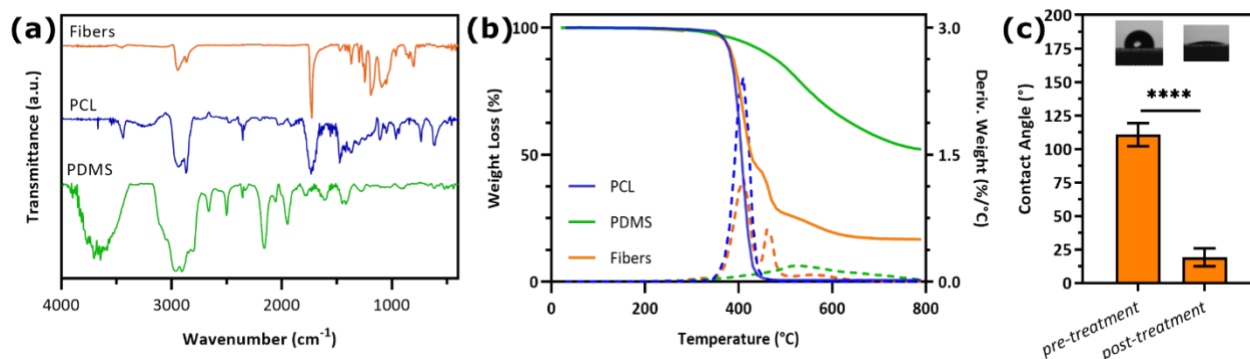 (a)
Fibers
PCL
PDMS
Transmittance (a.u.)
4000 3000 2000 1000
Wavenumber (cm⁻¹)
(b)
100
50
0
Weight Loss (%)
PCL
PDMS
Fibers
0 200 400 600 800
Temperature (°C)
3.0
1.5
0.0
Deriv. Weight (%/°C)
(c)
200
175
150
125
100
75
50
25
0
Contact Angle (°)
****
pre-treatment
post-treatment